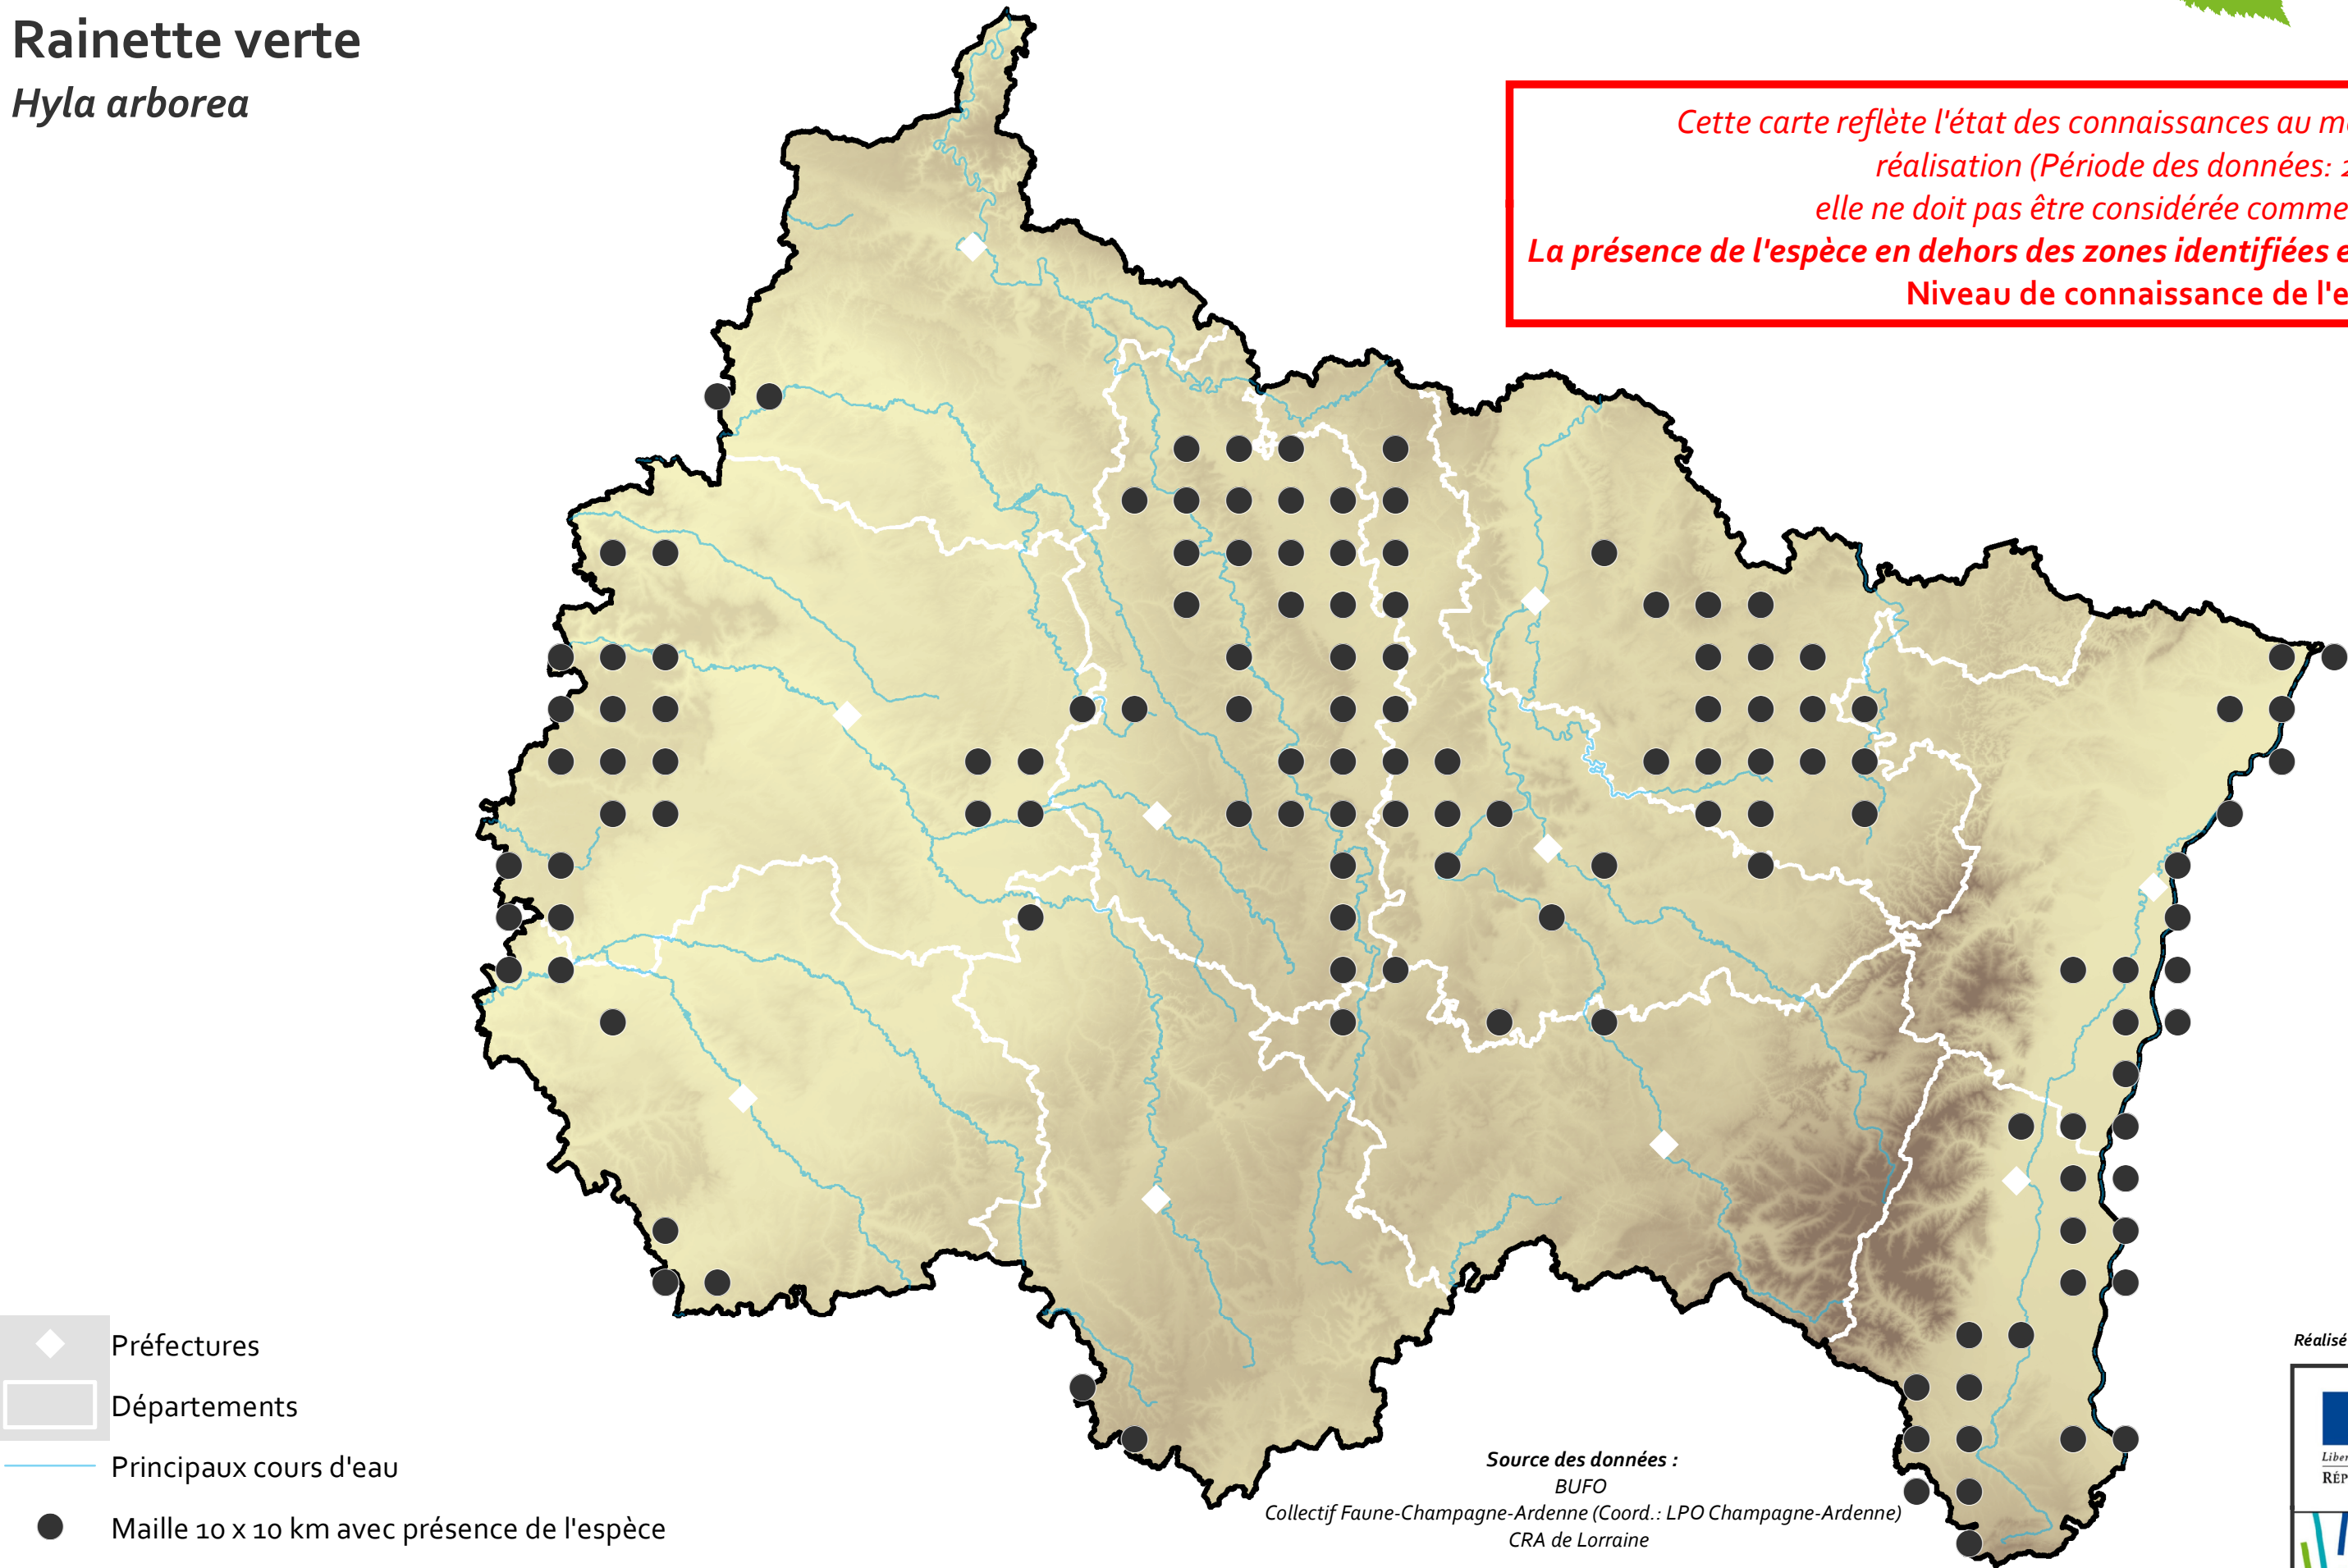 Rainette verte
Hyla arborea
Cette carte reflète l'état des connaissances au
réalisation (Période des données:
elle ne doit pas être considérée comme
La présence de l'espèce en dehors des zones identifiées
Niveau de connaissance de
Préfectures
Départements
Principaux cours d'eau
Maille 10 x 10 km avec présence de l'espèce
Source des données :
BUFO
Collectif Faune-Champagne-Ardenne (Coord.: LPO Champagne-Ardenne)
CRA de Lorraine
Réalisé